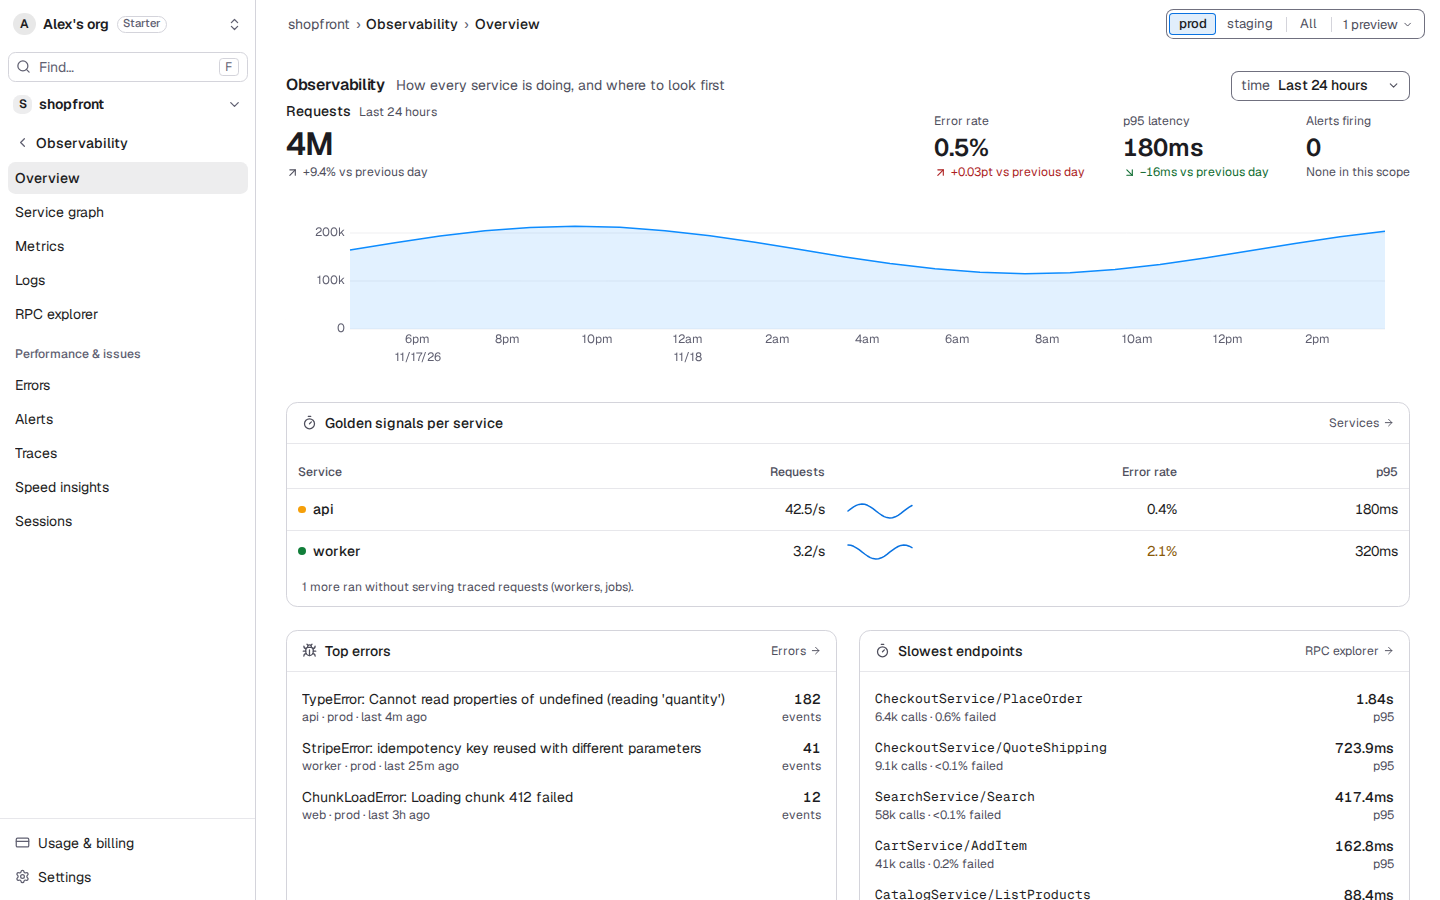 A Alex's org Starter
Find... F
S shopfront
Observability
Overview
Service graph
Metrics
Logs
RPC explorer
Performance & issues
Errors
Alerts
Traces
Speed insights
Sessions
Usage & billing
Settings
shopfront › Observability › Overview
prod staging All 1 preview
Observability How every service is doing, and where to look first
time Last 24 hours
Requests Last 24 hours
4M
+9.4% vs previous day
Error rate
0.5%
+0.03pt vs previous day
p95 latency
180ms
−16ms vs previous day
Alerts firing
0
None in this scope
200k
100k
0
6pm 8pm 10pm 12am 2am 4am 6am 8am 10am 12pm 2pm
11/17/26 11/18
Golden signals per service Services →
Service Requests Error rate p95
api 42.5/s 0.4% 180ms
worker 3.2/s 2.1% 320ms
1 more ran without serving traced requests (workers, jobs).
Top errors Errors →
TypeError: Cannot read properties of undefined (reading 'quantity') 182
api · prod · last 4m ago events
StripeError: idempotency key reused with different parameters 41
worker · prod · last 25m ago events
ChunkLoadError: Loading chunk 412 failed 12
web · prod · last 3h ago events
Slowest endpoints RPC explorer →
CheckoutService/PlaceOrder 1.84s
6.4k calls · 0.6% failed p95
CheckoutService/QuoteShipping 723.9ms
9.1k calls · <0.1% failed p95
SearchService/Search 417.4ms
58k calls · <0.1% failed p95
CartService/AddItem 162.8ms
41k calls · 0.2% failed p95
CatalogService/ListProducts 88.4ms